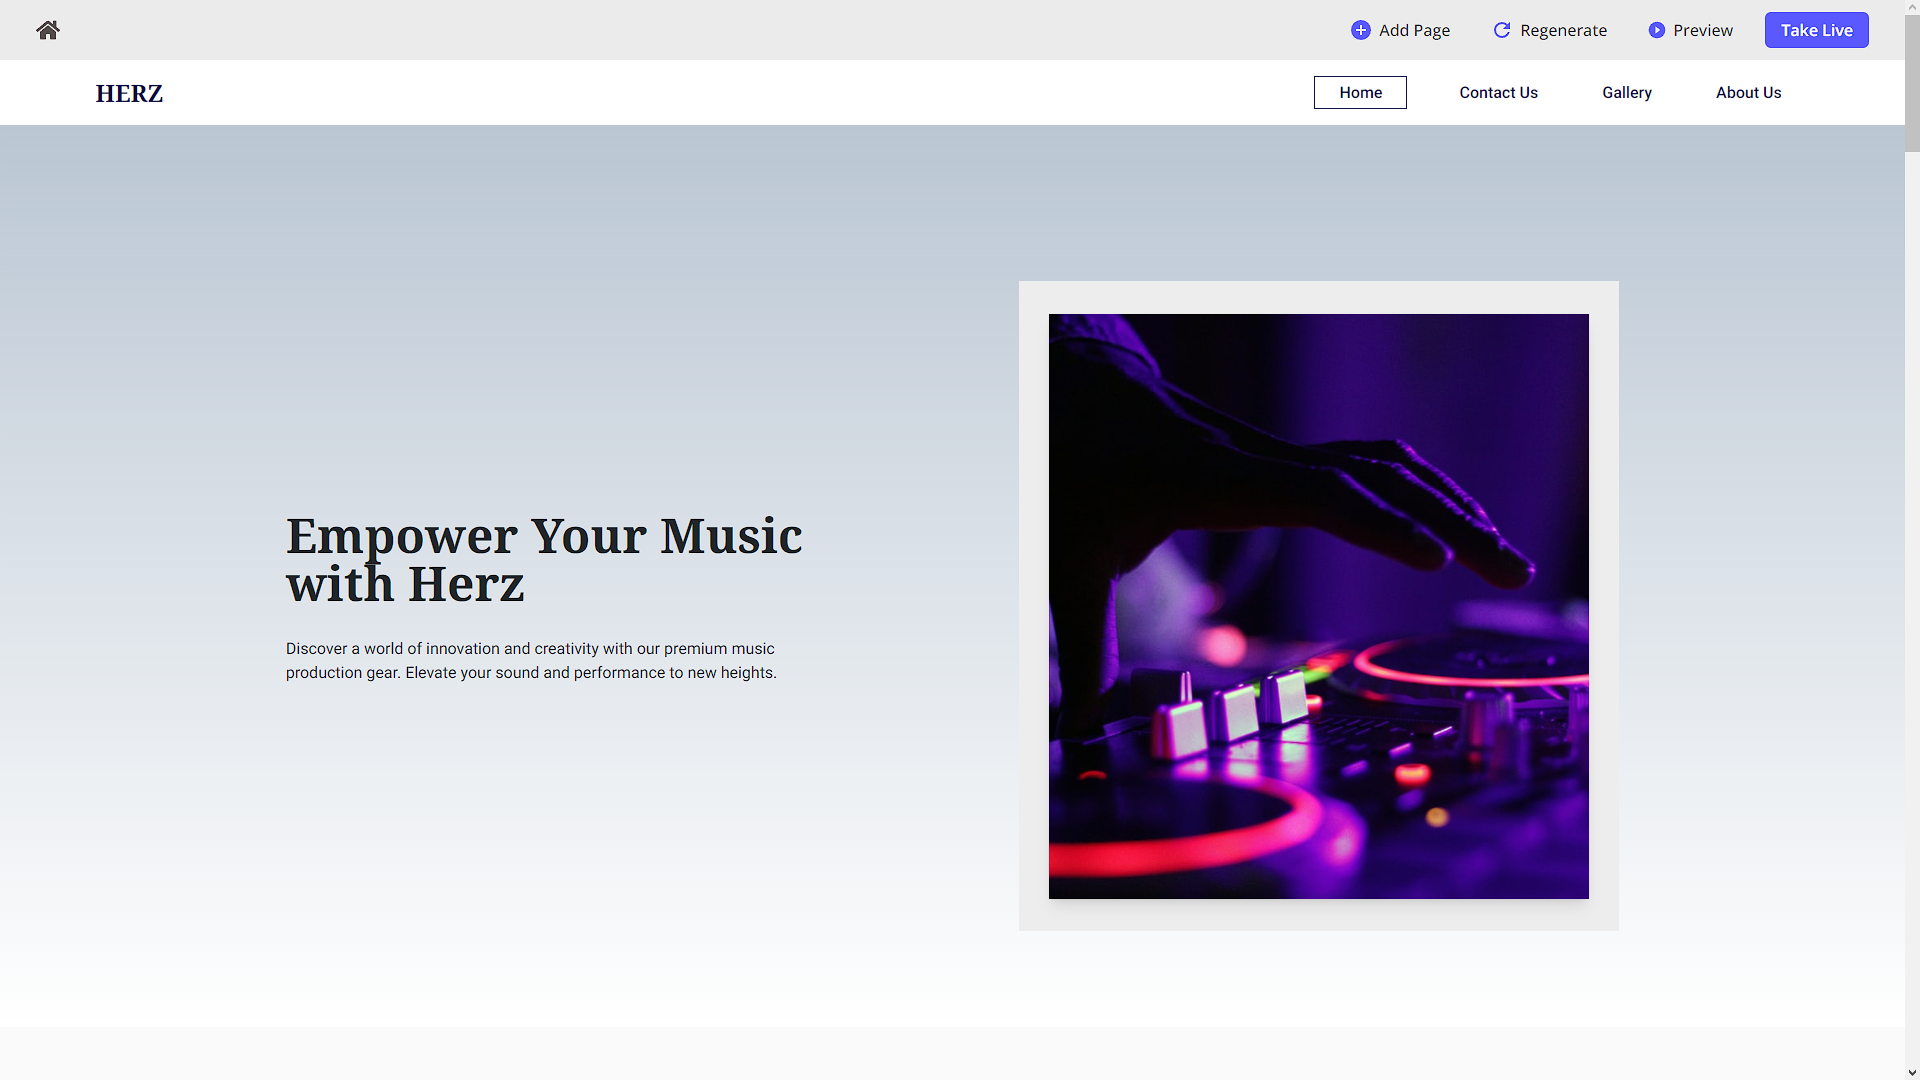 Add Page
Regenerate
Preview
Take Live
HERZ
Home
Contact Us
Gallery
About Us
Empower Your Music
with Herz
Discover a world of innovation and creativity with our premium music
production gear. Elevate your sound and performance to new heights.